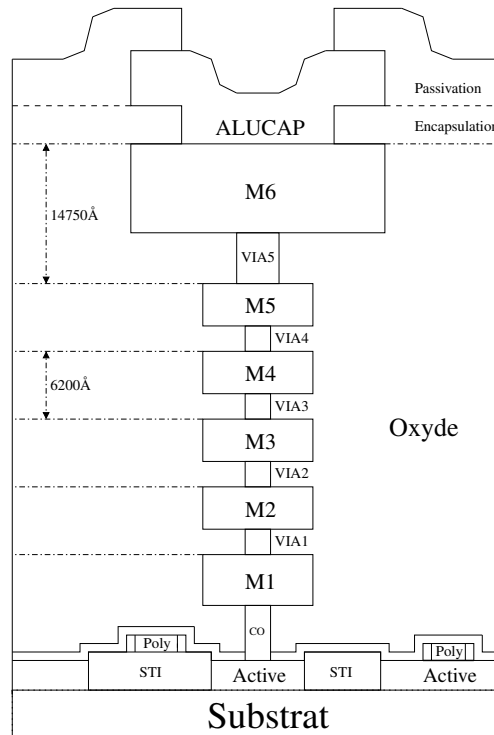 Passivation
ALUCAP
Encapsulation
M6
14750Å
VIA5
M5
VIA4
M4
6200Å
VIA3
Oxyde
M3
VIA2
M2
VIA1
M1
CO
Poly
Poly
STI
Active
STI
Active
Substrat